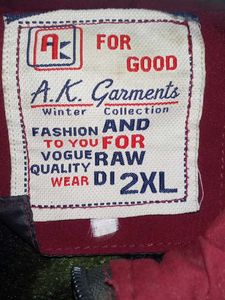 AK
FOR
GOOD
A.K. Garments
Winter Collection
FASHION AND
TO YOU FOR
VOGUE RAW
QUALITY DI 2XL
WEAR